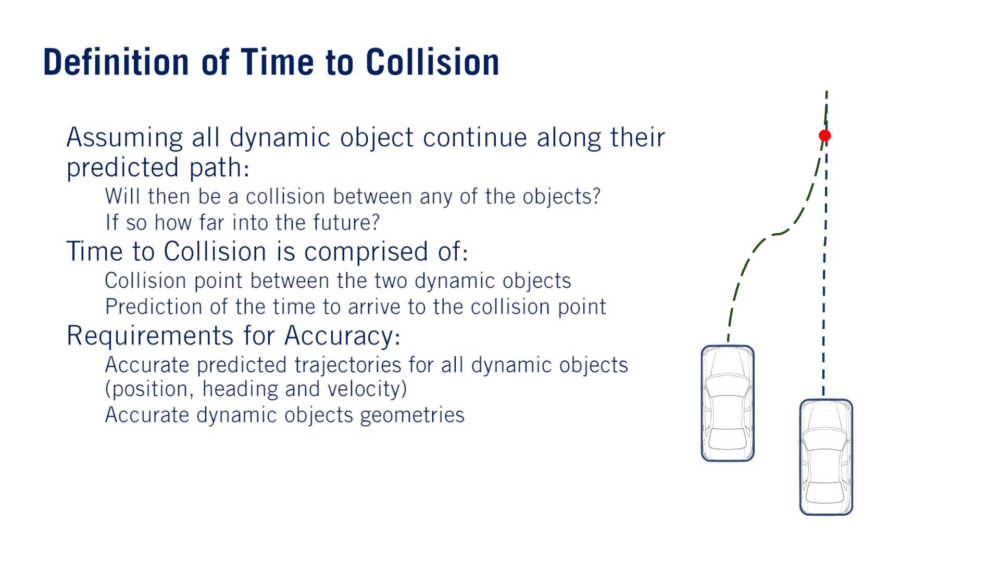 Definition of Time to Collision
Assuming all dynamic object continue along their
predicted path:
Will then be a collision between any of the objects?
If so how far into the future?
Time to Collision is comprised of:
Collision point between the two dynamic objects
Prediction of the time to arrive to the collision point
Requirements for Accuracy:
Accurate predicted trajectories for all dynamic objects
(position, heading and velocity)
Accurate dynamic objects geometries